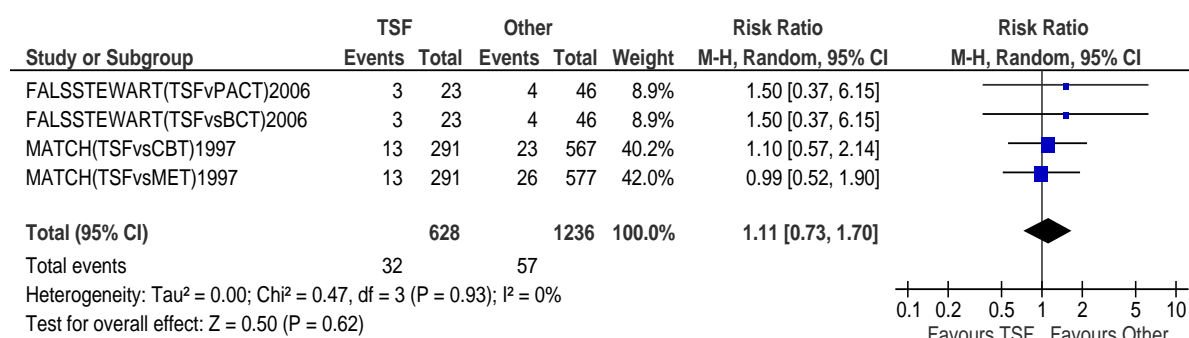 TSF Other Risk Ratio Risk Ratio
Study or Subgroup Events Total Events Total Weight M-H, Random, 95% CI M-H, Random, 95% CI
FALSSTEWART(TSFvPACT)2006 3 23 4 46 8.9% 1.50 [0.37, 6.15]
FALSSTEWART(TSFvsBCT)2006 3 23 4 46 8.9% 1.50 [0.37, 6.15]
MATCH(TSFvsCBT)1997 13 291 23 567 40.2% 1.10 [0.57, 2.14]
MATCH(TSFvsMET)1997 13 291 26 577 42.0% 0.99 [0.52, 1.90]
Total (95% CI) 628 1236 100.0% 1.11 [0.73, 1.70]
Total events 32 57
Heterogeneity: Tau² = 0.00; Chi² = 0.47, df = 3 (P = 0.93); I² = 0%
Test for overall effect: Z = 0.50 (P = 0.62)
0.1 0.2 0.5 1 2 5 10
Favours TSF Favours Other